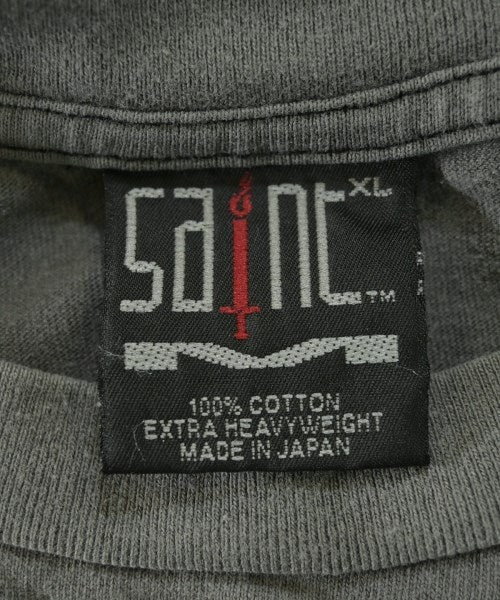 SAINT XL
TM
100% COTTON
EXTRA HEAVYWEIGHT
MADE IN JAPAN